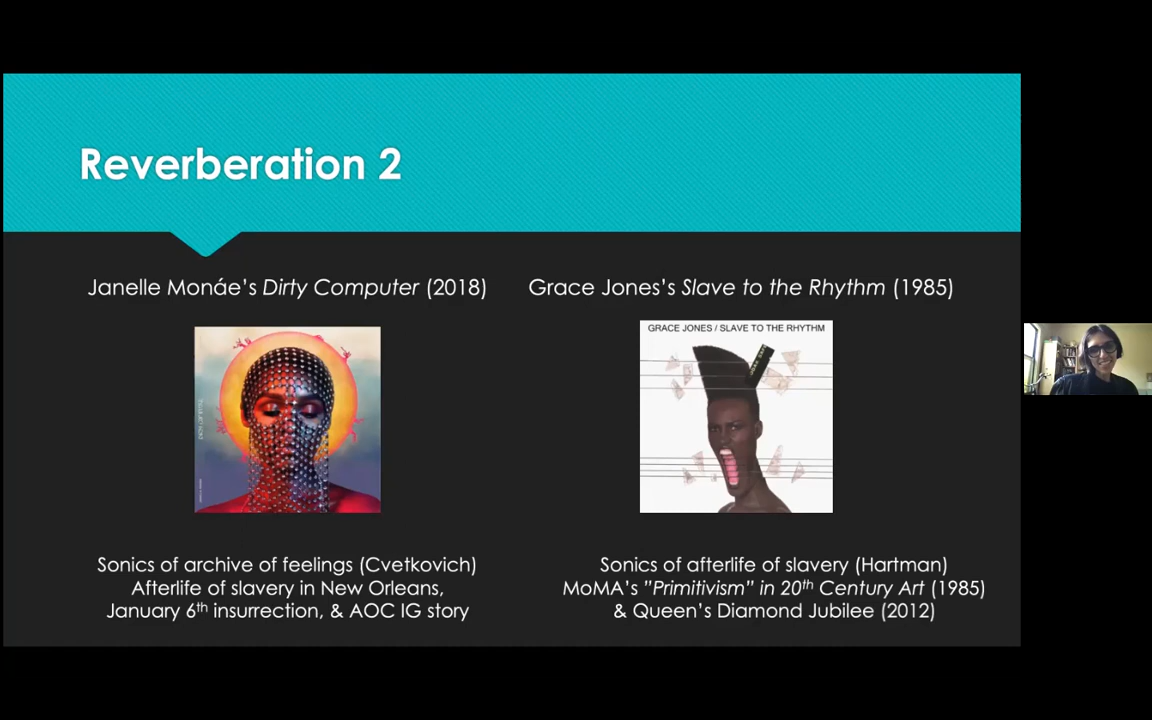 Reverberation 2
Janelle Monáe’s Dirty Computer (2018)
Grace Jones’s Slave to the Rhythm (1985)
GRACE JONES / SLAVE TO THE RHYTHM
Sonics of archive of feelings (Cvetkovich)
Afterlife of slavery in New Orleans,
January 6th insurrection, & AOC IG story
Sonics of afterlife of slavery (Hartman)
MoMA’s ”Primitivism” in 20th Century Art (1985)
& Queen’s Diamond Jubilee (2012)